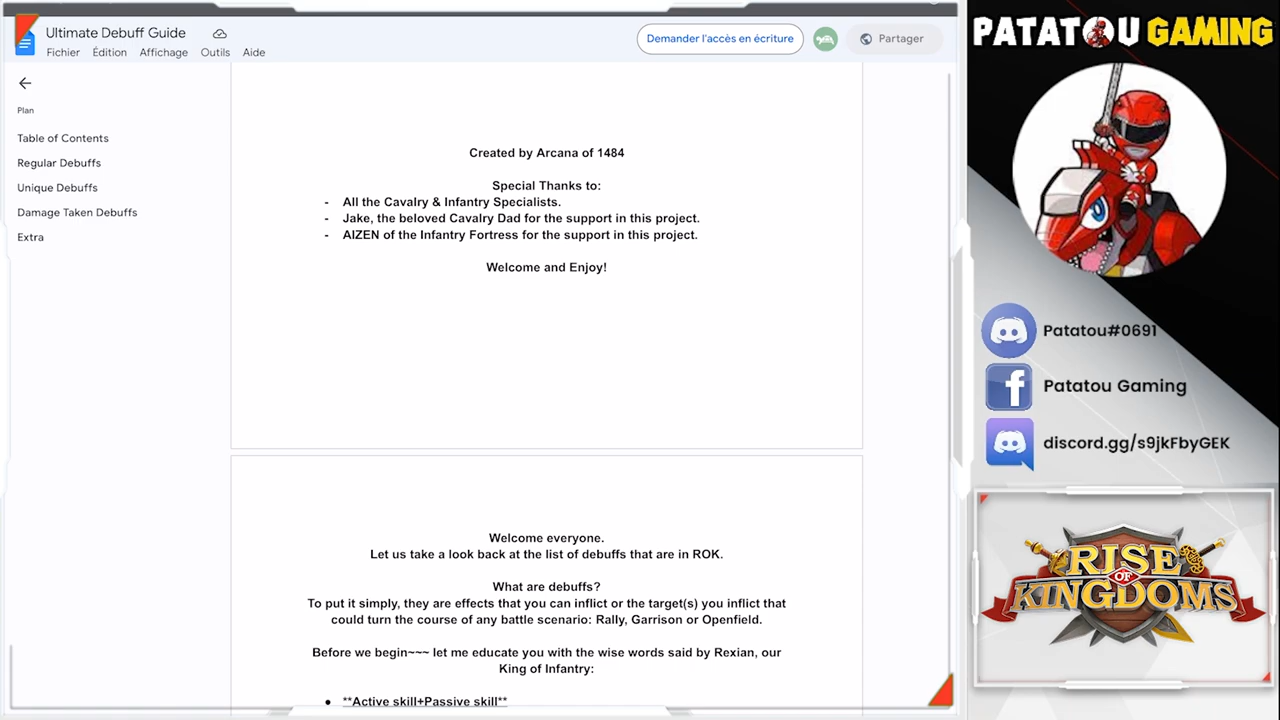 Ultimate Debuff Guide
Fichier Édition Affichage Outils Aide
Demander l'accès en écriture
Partager
Plan
Table of Contents
Regular Debuffs
Unique Debuffs
Damage Taken Debuffs
Extra
Created by Arcana of 1484
Special Thanks to:
- All the Cavalry & Infantry Specialists.
- Jake, the beloved Cavalry Dad for the support in this project.
- AIZEN of the Infantry Fortress for the support in this project.
Welcome and Enjoy!
Welcome everyone.
Let us take a look back at the list of debuffs that are in ROK.
What are debuffs?
To put it simply, they are effects that you can inflict or the target(s) you inflict that
could turn the course of any battle scenario: Rally, Garrison or Openfield.
Before we begin~~~ let me educate you with the wise words said by Rexian, our
King of Infantry:
● **Active skill+Passive skill**
PATATOU GAMING
Patatou#0691
Patatou Gaming
discord.gg/s9jkFbyGEK
RISE
OF
KINGDOMS